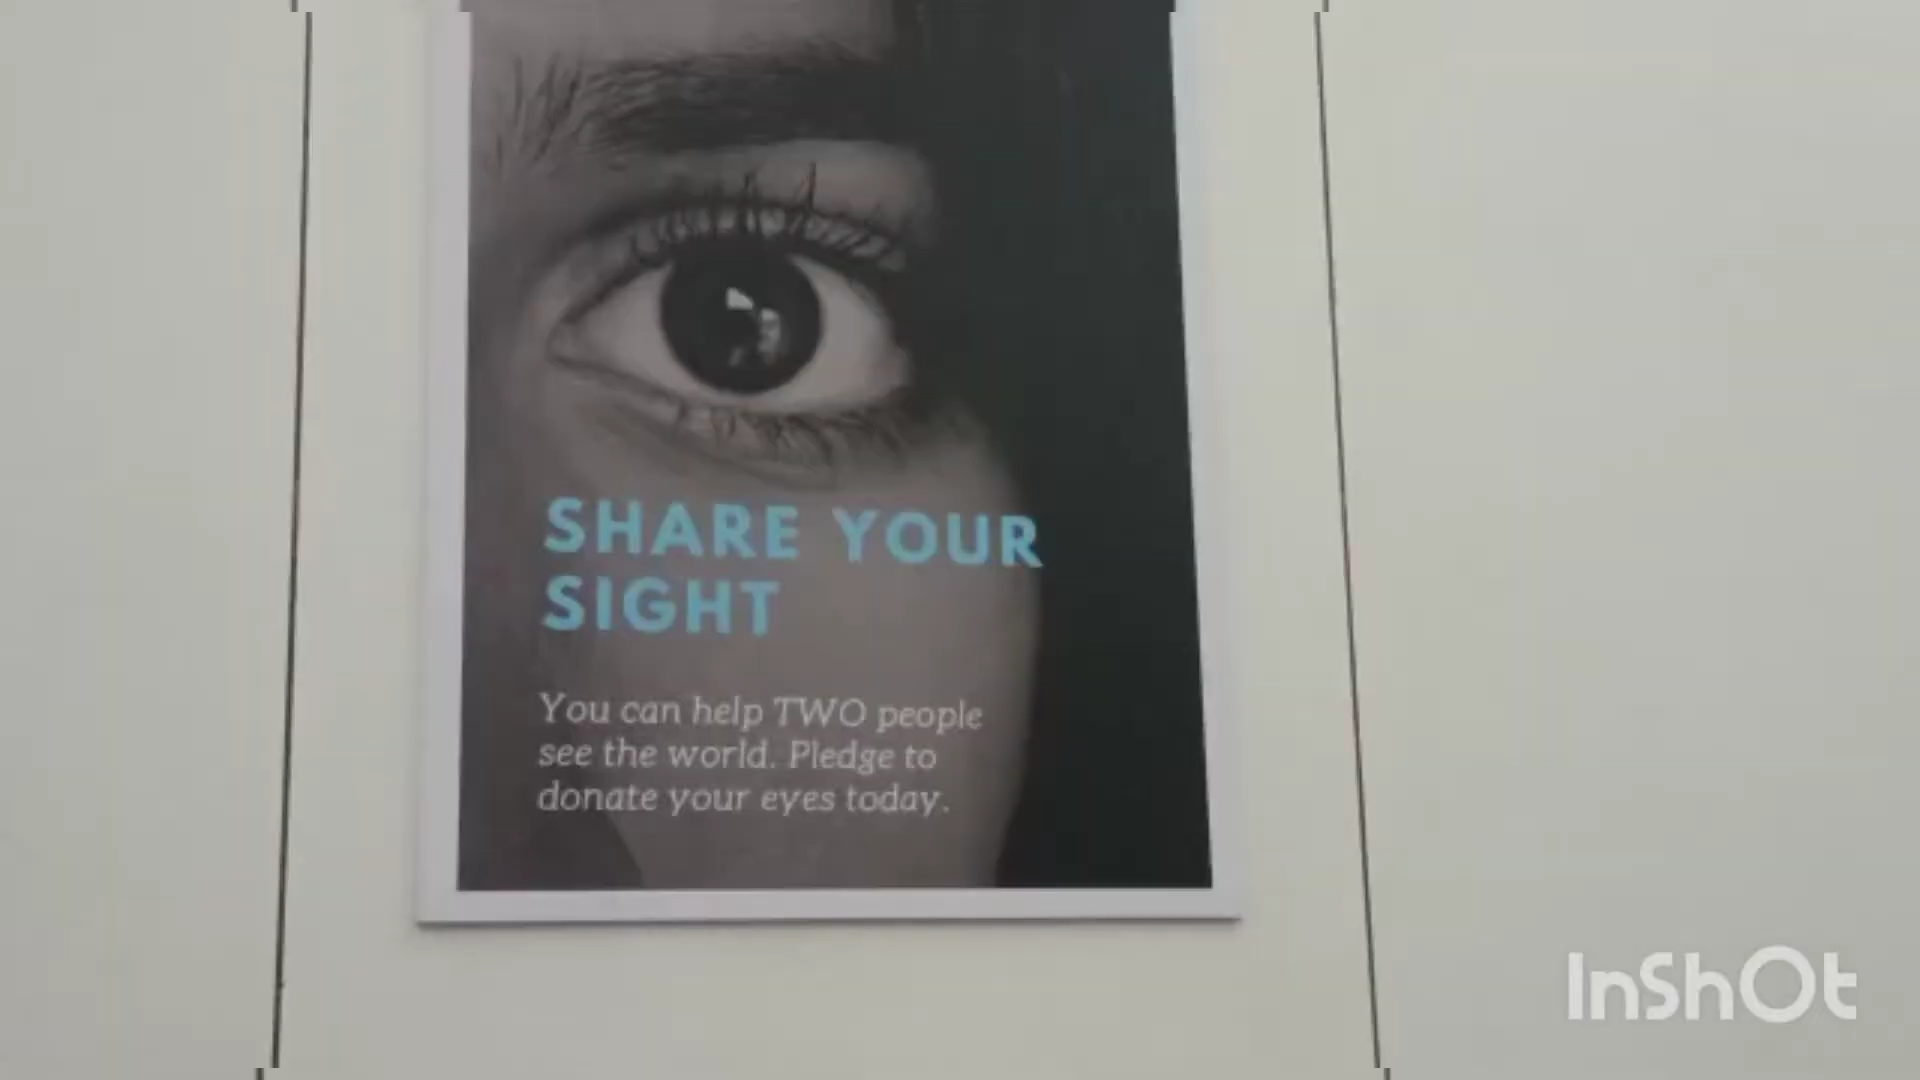 SHARE YOUR
SIGHT
You can help TWO people
see the world. Pledge to
donate your eyes today.
InShOt